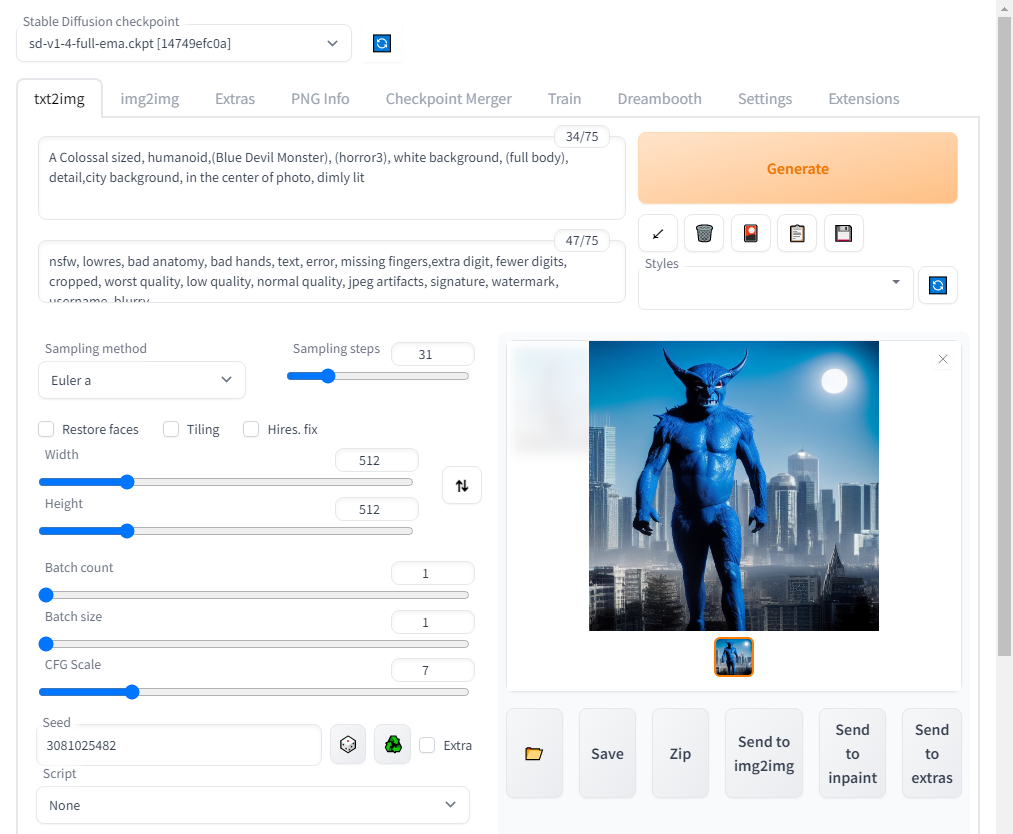 Stable Diffusion checkpoint
sd-v1-4-full-ema.ckpt [14749efc0a]
txt2img img2img Extras PNG Info Checkpoint Merger Train Dreambooth Settings Extensions
34/75
A Colossal sized, humanoid,(Blue Devil Monster), (horror3), white background, (full body),
detail,city background, in the center of photo, dimly lit
Generate
47/75
nsfw, lowres, bad anatomy, bad hands, text, error, missing fingers,extra digit, fewer digits,
cropped, worst quality, low quality, normal quality, jpeg artifacts, signature, watermark,
username, blurry
Styles
Sampling method
Euler a
Sampling steps
31
Restore faces Tiling Hires. fix
Width
512
Height
512
Batch count
1
Batch size
1
CFG Scale
7
Seed
3081025482
Extra
Script
None
Save
Zip
Send to
img2img
Send
to
inpaint
Send
to
extras